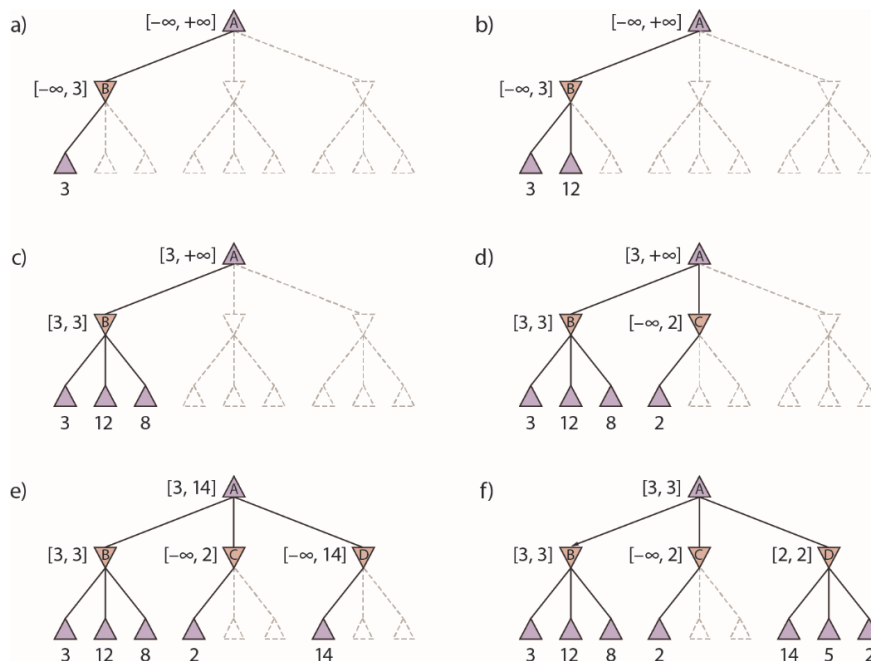 a) [−∞, +∞] A
[−∞, 3] B
3
b) [−∞, +∞] A
[−∞, 3] B
3 12
c) [3, +∞] A
[3, 3] B
3 12 8
d) [3, +∞] A
[3, 3] B [−∞, 2] C
3 12 8 2
e) [3, 14] A
[3, 3] B [−∞, 2] C [−∞, 14] D
3 12 8 2 14
f) [3, 3] A
[3, 3] B [−∞, 2] C [2, 2] D
3 12 8 2 14 5 2